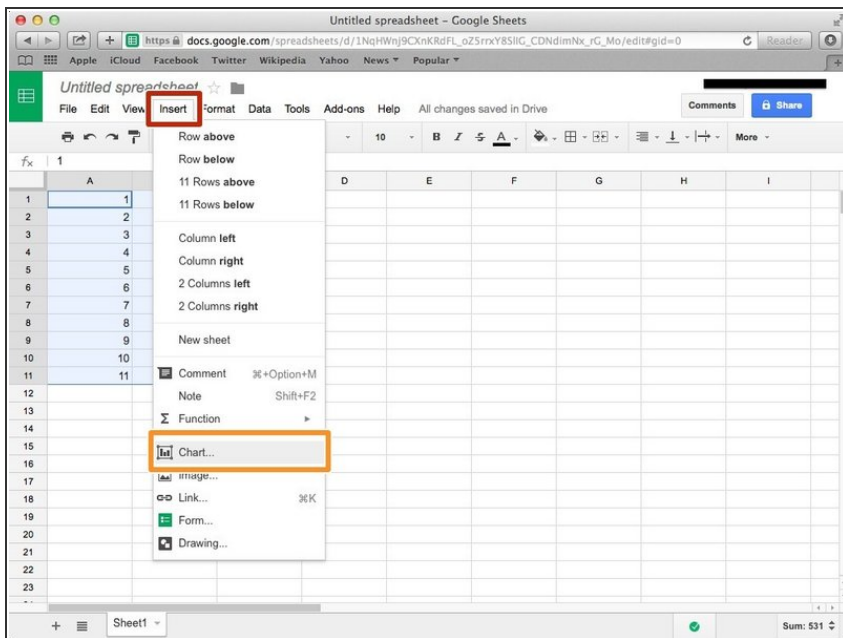 Untitled spreadsheet – Google Sheets
https docs.google.com/spreadsheets/d/1NqHWnj9CXnKRdFL_oZ5rrxY8SIIG_CDNdimNx_rG_Mo/edit#gid=0 Reader
Apple iCloud Facebook Twitter Wikipedia Yahoo News Popular
Untitled spreadsheet
File Edit View Insert Format Data Tools Add-ons Help All changes saved in Drive Comments Share
10 B I S A More
fx 1
A D E F G H I
Row above
Row below
11 Rows above
11 Rows below
Column left
Column right
2 Columns left
2 Columns right
New sheet
Comment ⌘+Option+M
Note Shift+F2
Σ Function
Chart...
Image...
Link... ⌘K
Form...
Drawing...
1 1
2 2
3 3
4 4
5 5
6 6
7 7
8 8
9 9
10 10
11 11
12
13
14
15
16
17
18
19
20
21
22
23
+ Sheet1 Sum: 531